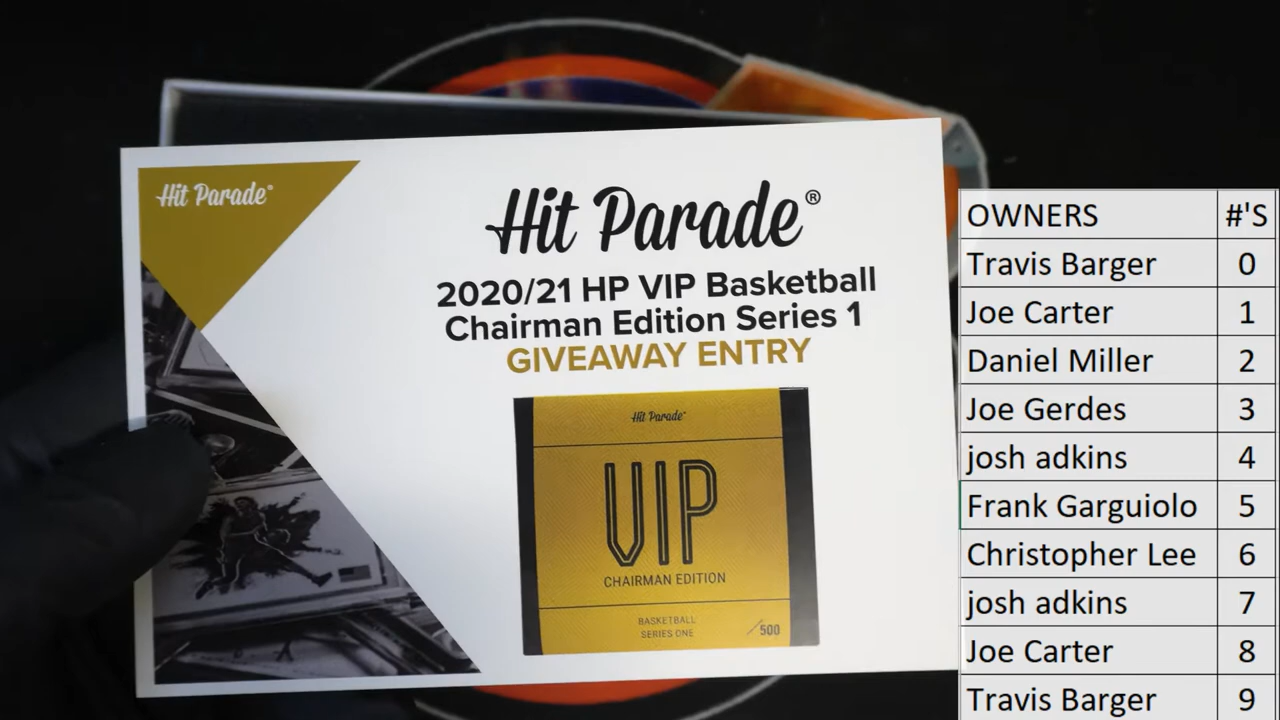 Hit Parade®
Hit Parade®
2020/21 HP VIP Basketball
Chairman Edition Series 1
GIVEAWAY ENTRY
Hit Parade
VIP
CHAIRMAN EDITION
BASKETBALL
SERIES ONE
/500
OWNERS #'S
Travis Barger 0
Joe Carter 1
Daniel Miller 2
Joe Gerdes 3
josh adkins 4
Frank Garguiolo 5
Christopher Lee 6
josh adkins 7
Joe Carter 8
Travis Barger 9